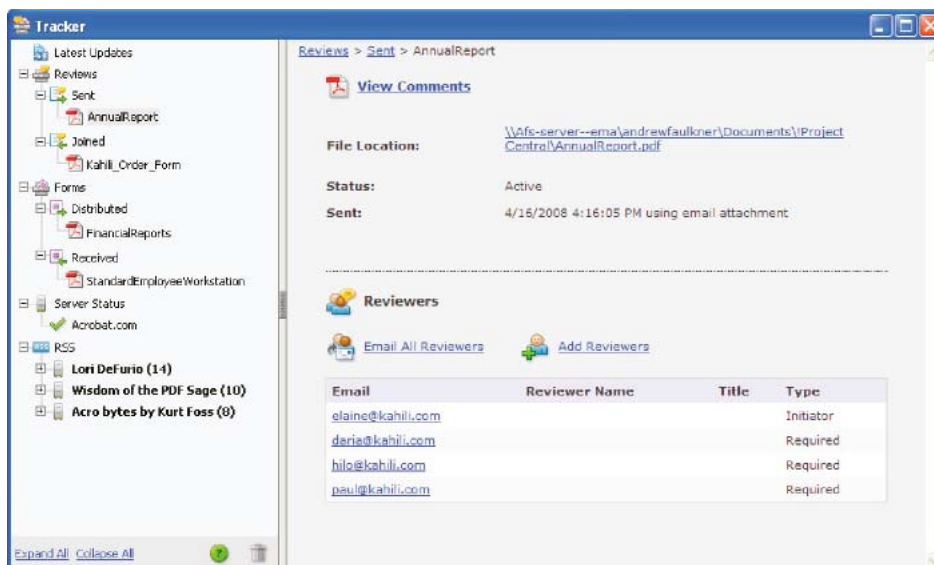 Tracker
Latest Updates
Reviews
Sent
AnnualReport
Joined
Kahili_Order_Form
Forms
Distributed
FinancialReports
Received
StandardEmployeeWorkstation
Server Status
Acrobat.com
RSS
Lori DeFurio (14)
Wisdom of the PDF Sage (10)
Acro bytes by Kurt Foss (8)
Expand All Collapse All
Reviews > Sent > AnnualReport
View Comments
File Location: \\Afs-server--ema\andrewfaulkner\Documents\!Project
Central\AnnualReport.pdf
Status: Active
Sent: 4/16/2008 4:16:05 PM using email attachment
Reviewers
Email All Reviewers Add Reviewers
Email Reviewer Name Title Type
elaine@kahili.com Initiator
daria@kahili.com Required
hilo@kahili.com Required
paul@kahili.com Required